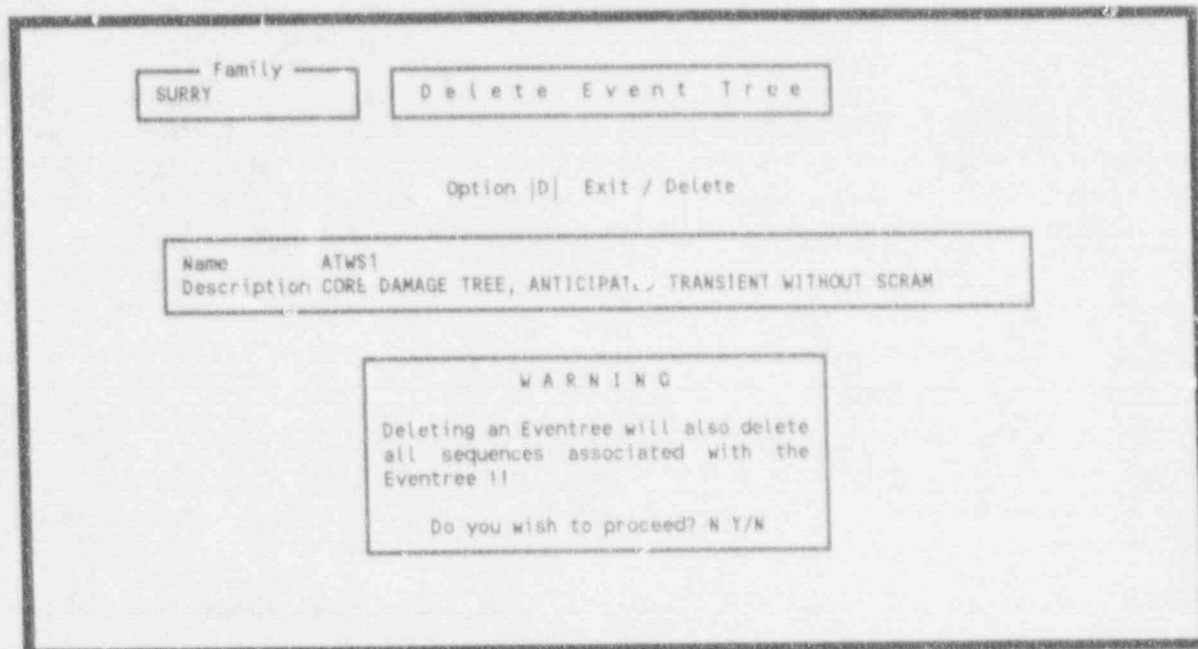 Family
SURRY
Delete Event Tree
Option |D| Exit / Delete
Name ATWS1
Description CORE DAMAGE TREE, TRANSIENT WITHOUT SCRAM
WARNING
Deleting an Eventree will also delete
all sequences associated with the
Eventree !!
Do you wish to proceed? N Y/N